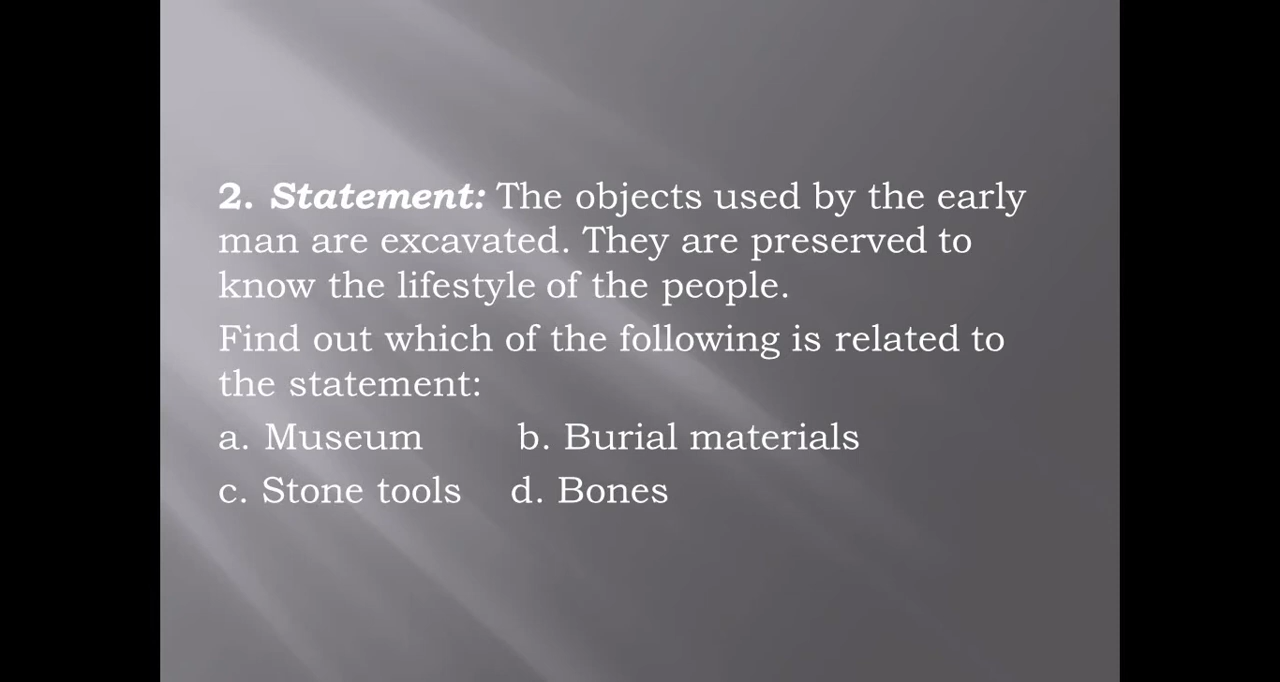 2. Statement: The objects used by the early
man are excavated. They are preserved to
know the lifestyle of the people.
Find out which of the following is related to
the statement:
a. Museum b. Burial materials
c. Stone tools d. Bones